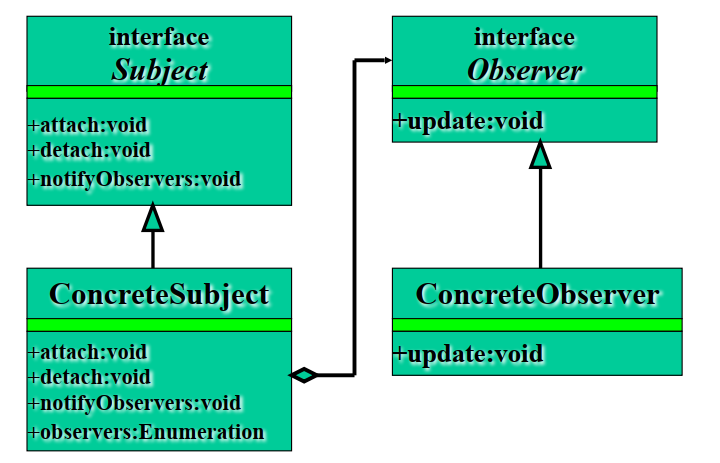 interface
Subject
+attach:void
+detach:void
+notifyObservers:void
interface
Observer
+update:void
ConcreteSubject
+attach:void
+detach:void
+notifyObservers:void
+observers:Enumeration
ConcreteObserver
+update:void